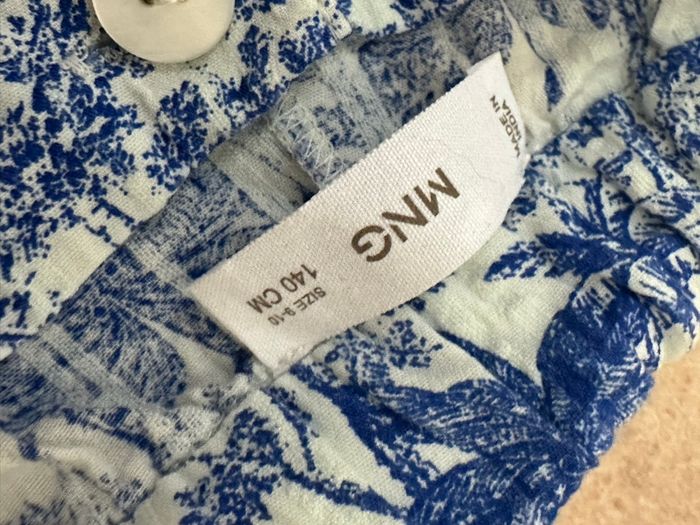 MNG
SIZE 9-10
140 CM
MADE IN
INDIA